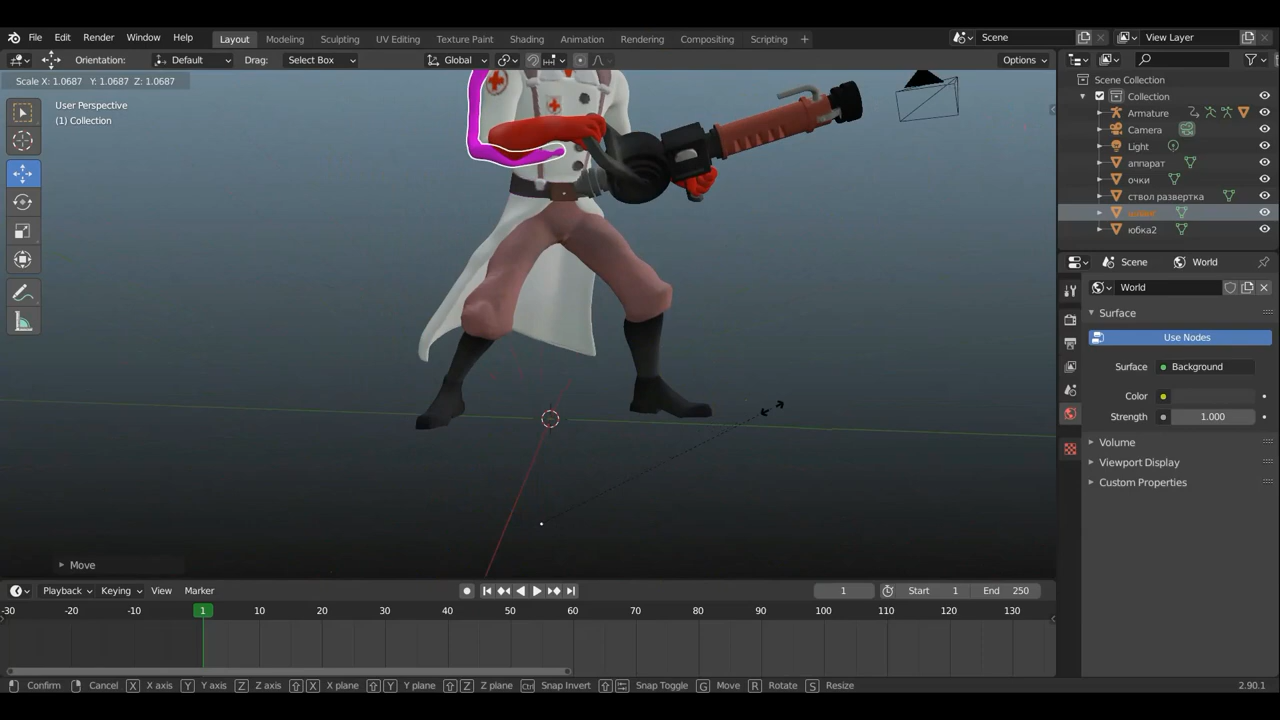 File Edit Render Window Help Layout Modeling Sculpting UV Editing Texture Paint Shading Animation Rendering Compositing Scripting + Scene View Layer
Orientation: Default Drag: Select Box Global Options
Scale X: 1.0687 Y: 1.0687 Z: 1.0687
User Perspective
(1) Collection
Move
Scene Collection
Collection
Armature
Camera
Light
аппарат
очки
ствол развертка
юбка2
Scene World
World
Surface
Use Nodes
Surface Background
Color
Strength 1.000
Volume
Viewport Display
Custom Properties
Playback Keying View Marker 1 Start 1 End 250
-30 -20 -10 1 10 20 30 40 50 60 70 80 90 100 110 120 130
Confirm Cancel X X axis Y Y axis Z Z axis X X plane Y Y plane Z Z plane Ctrl Snap Invert Snap Toggle G Move R Rotate S Resize 2.90.1